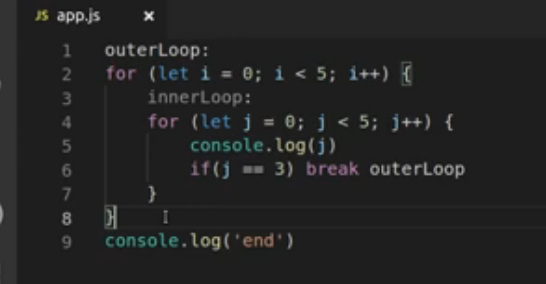 JS app.js ×
1 outerLoop:
2 for (let i = 0; i < 5; i++) {
3     innerLoop:
4     for (let j = 0; j < 5; j++) {
5         console.log(j)
6         if(j == 3) break outerLoop
7     }
8 }
9 console.log('end')